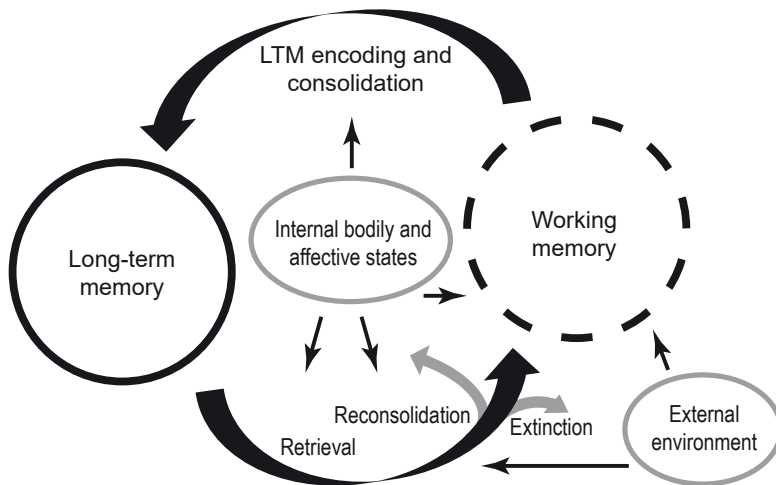 LTM encoding and
consolidation
Internal bodily and
affective states
Working
memory
Long-term
memory
Reconsolidation
Extinction
Retrieval
External
environment